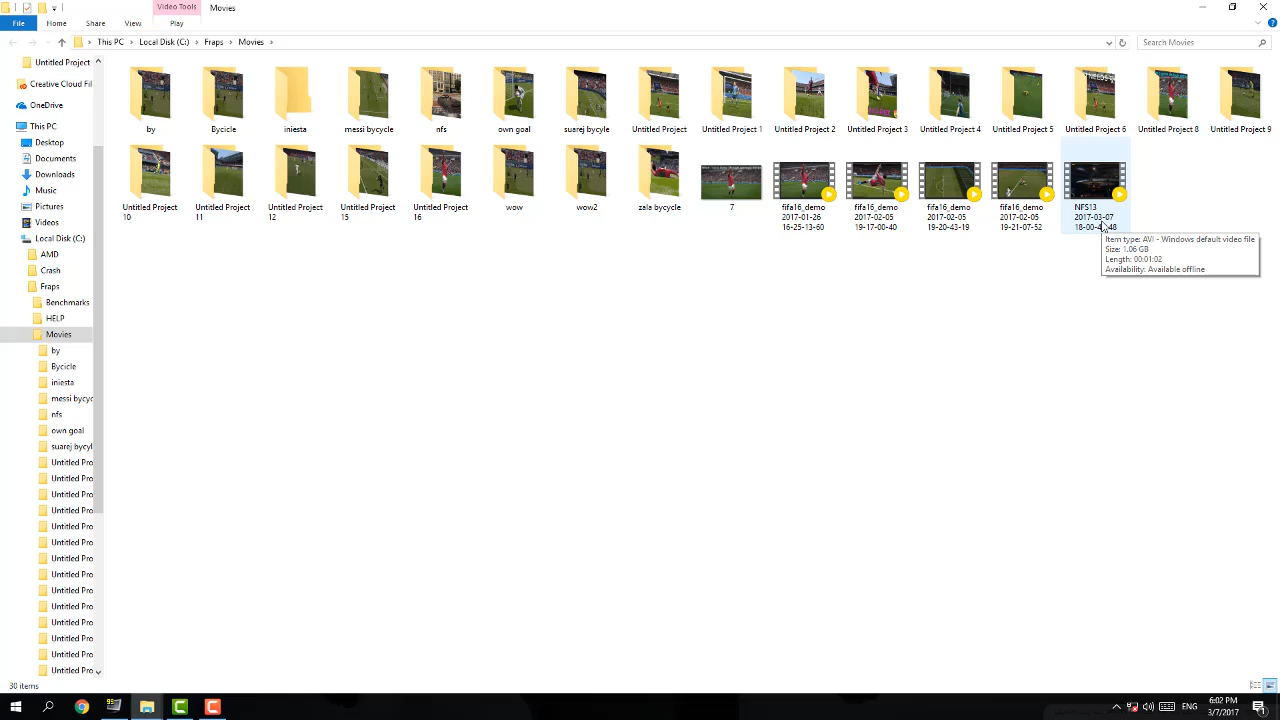 Video Tools
Movies
File
Home
Share
View
Play
This PC
Local Disk (C:)
Fraps
Movies
Search Movies
Untitled Project
Creative Cloud Fil
OneDrive
This PC
Desktop
Documents
Downloads
Music
Pictures
Videos
Local Disk (C:)
AMD
Crash
Fraps
Benchmarks
HELP
Movies
by
Bycicle
iniesta
messi bycyc
nfs
own goal
suarej bycyl
Untitled Pro
Untitled Pro
Untitled Pro
Untitled Pro
Untitled Pro
Untitled Pro
Untitled Pro
Untitled Pro
Untitled Pro
Untitled Pro
Untitled Pro
Untitled Pro
Untitled Pro
Untitled Pro
by
Bycicle
iniesta
messi bycycle
nfs
own goal
suarej bycyle
Untitled Project
Untitled Project 1
Untitled Project 2
Untitled Project 3
Untitled Project 4
Untitled Project 5
Untitled Project 6
Untitled Project 8
Untitled Project 9
Untitled Project
10
Untitled Project
11
Untitled Project
12
Untitled Project
15
Untitled Project
16
wow
wow2
zala bycycle
7
fifa16_demo
2017-01-26
16-25-13-60
fifa16_demo
2017-02-05
19-17-00-40
fifa16_demo
2017-02-05
19-20-43-19
fifa16_demo
2017-02-05
19-21-07-52
NFS13
2017-03-07
Item type: AVI - Windows default video file
Size: 1.06 GB
Length: 00:01:02
Availability: Available offline
30 items
ENG
6:02 PM
3/7/2017